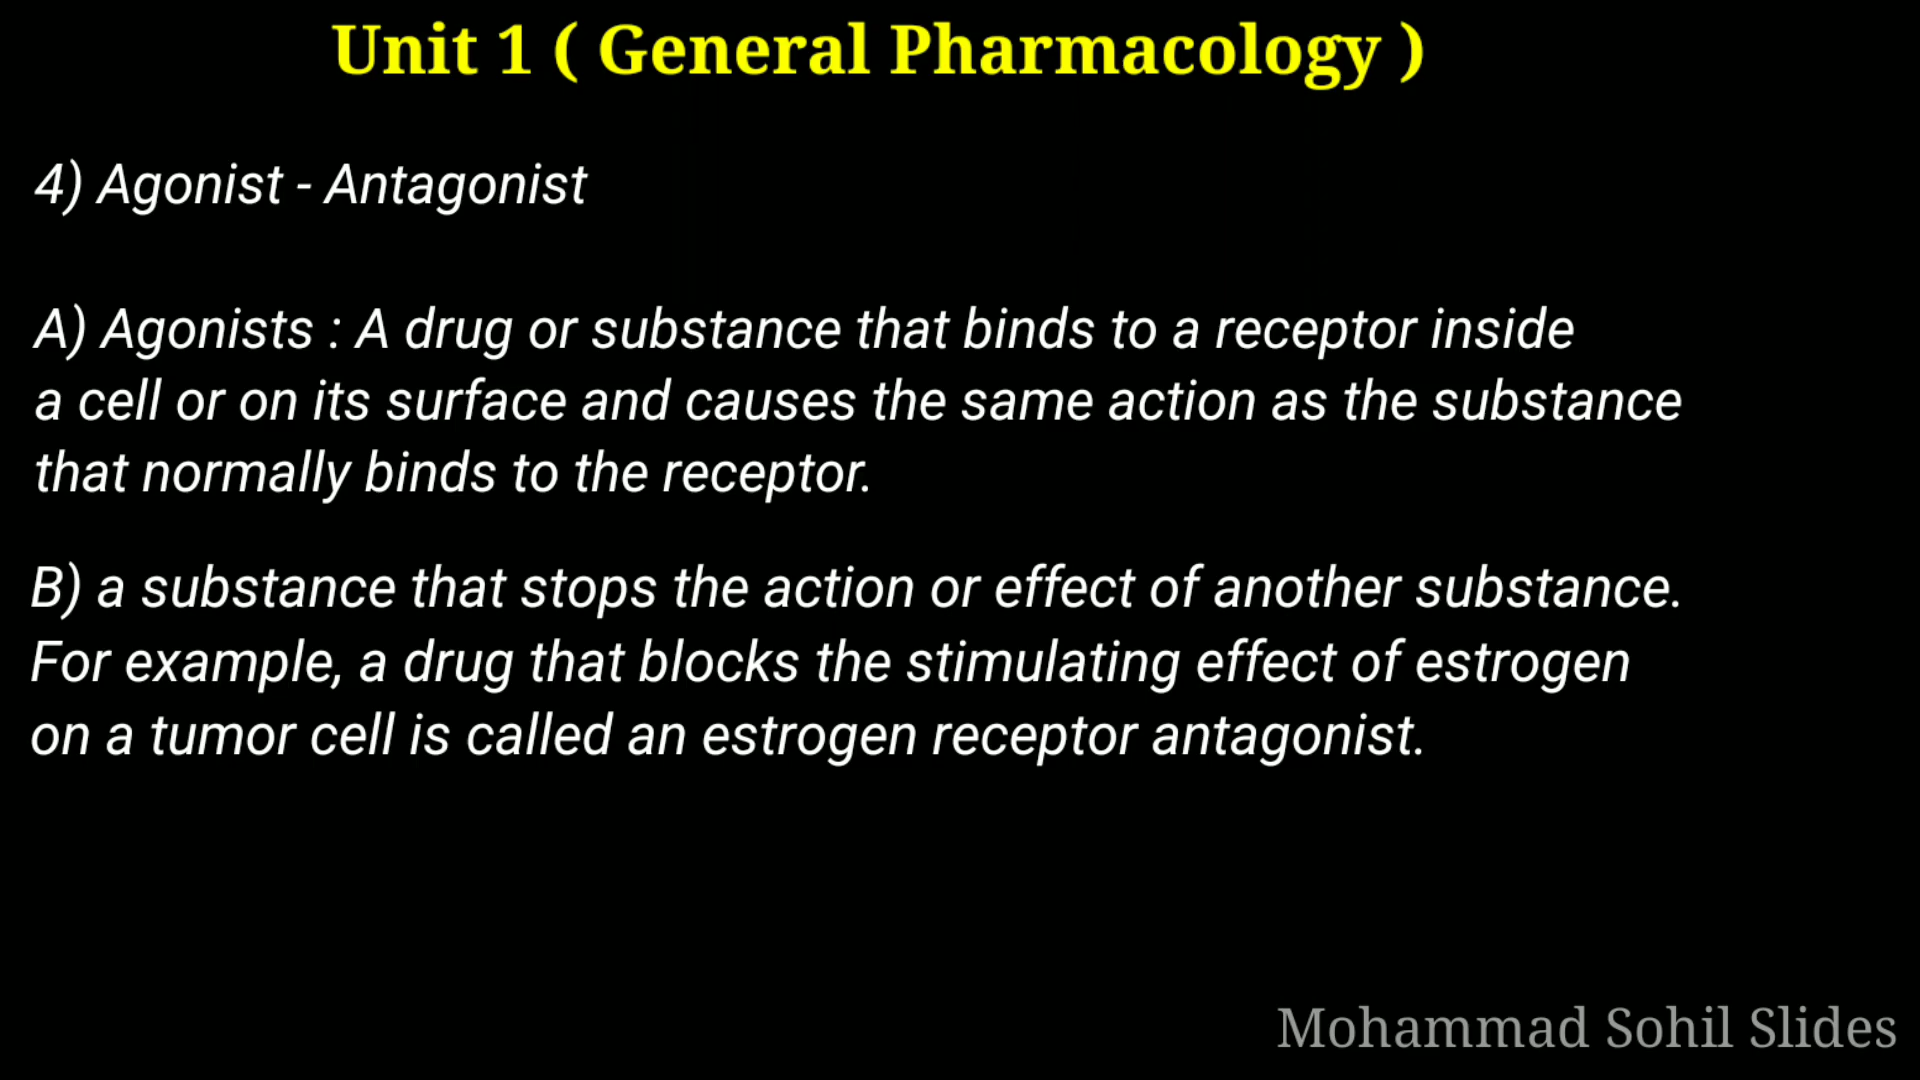 Unit 1 ( General Pharmacology )
4) Agonist - Antagonist
A) Agonists : A drug or substance that binds to a receptor inside
a cell or on its surface and causes the same action as the substance
that normally binds to the receptor.
B) a substance that stops the action or effect of another substance.
For example, a drug that blocks the stimulating effect of estrogen
on a tumor cell is called an estrogen receptor antagonist.
Mohammad Sohil Slides